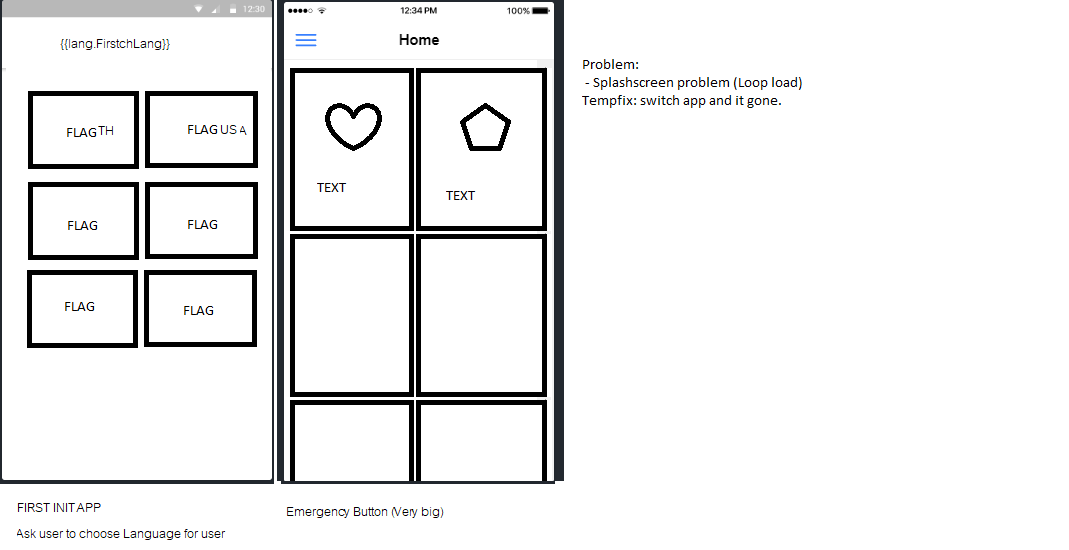 12:30
{{lang.FirstchLang}}
FLAG TH
FLAG USA
FLAG
FLAG
FLAG
FLAG
FIRST INIT APP
Ask user to choose Language for user
12:34 PM
100%
Home
TEXT
TEXT
Emergency Button (Very big)
Problem:
- Splashscreen problem (Loop load)
Tempfix: switch app and it gone.